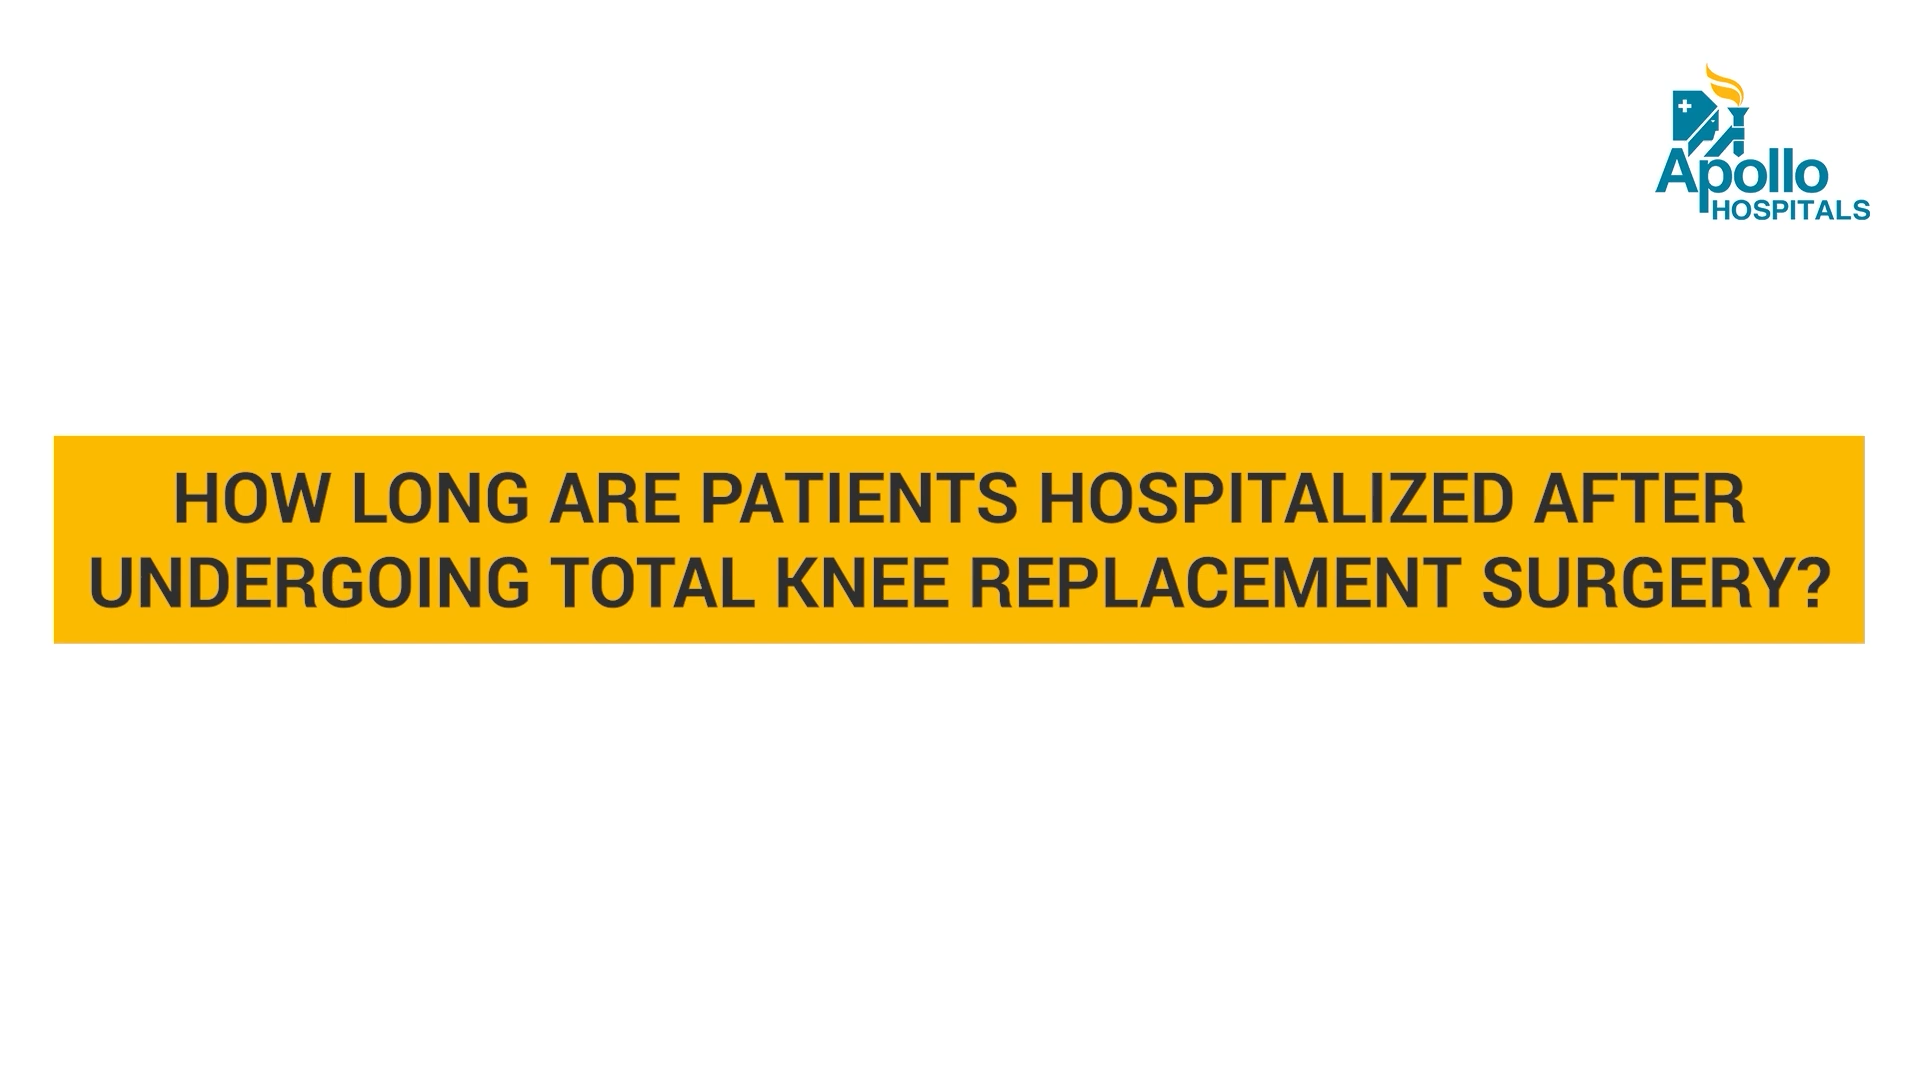 Apollo
HOSPITALS
HOW LONG ARE PATIENTS HOSPITALIZED AFTER
UNDERGOING TOTAL KNEE REPLACEMENT SURGERY?